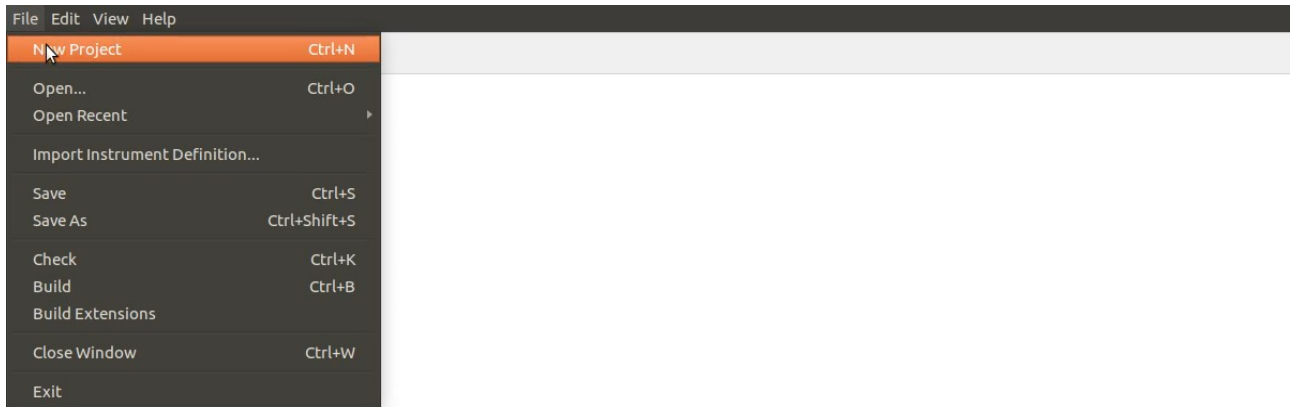 File Edit View Help
New Project Ctrl+N
Open... Ctrl+O
Open Recent
Import Instrument Definition...
Save Ctrl+S
Save As Ctrl+Shift+S
Check Ctrl+K
Build Ctrl+B
Build Extensions
Close Window Ctrl+W
Exit